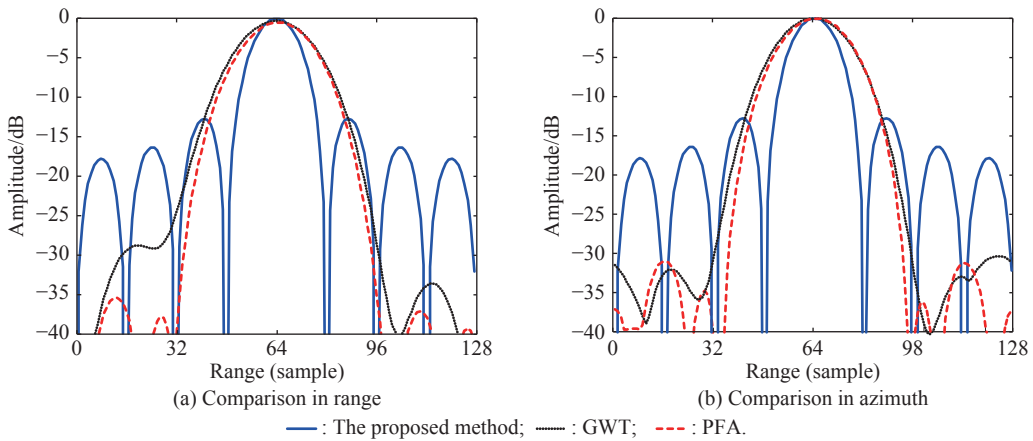 0
−5
−10
−15
−20
−25
−30
−35
−40
Amplitude/dB
0 32 64 96 128
Range (sample)
(a) Comparison in range
0
−5
−10
−15
−20
−25
−30
−35
−40
Amplitude/dB
0 32 64 98 128
Range (sample)
(b) Comparison in azimuth
: The proposed method; : GWT; : PFA.